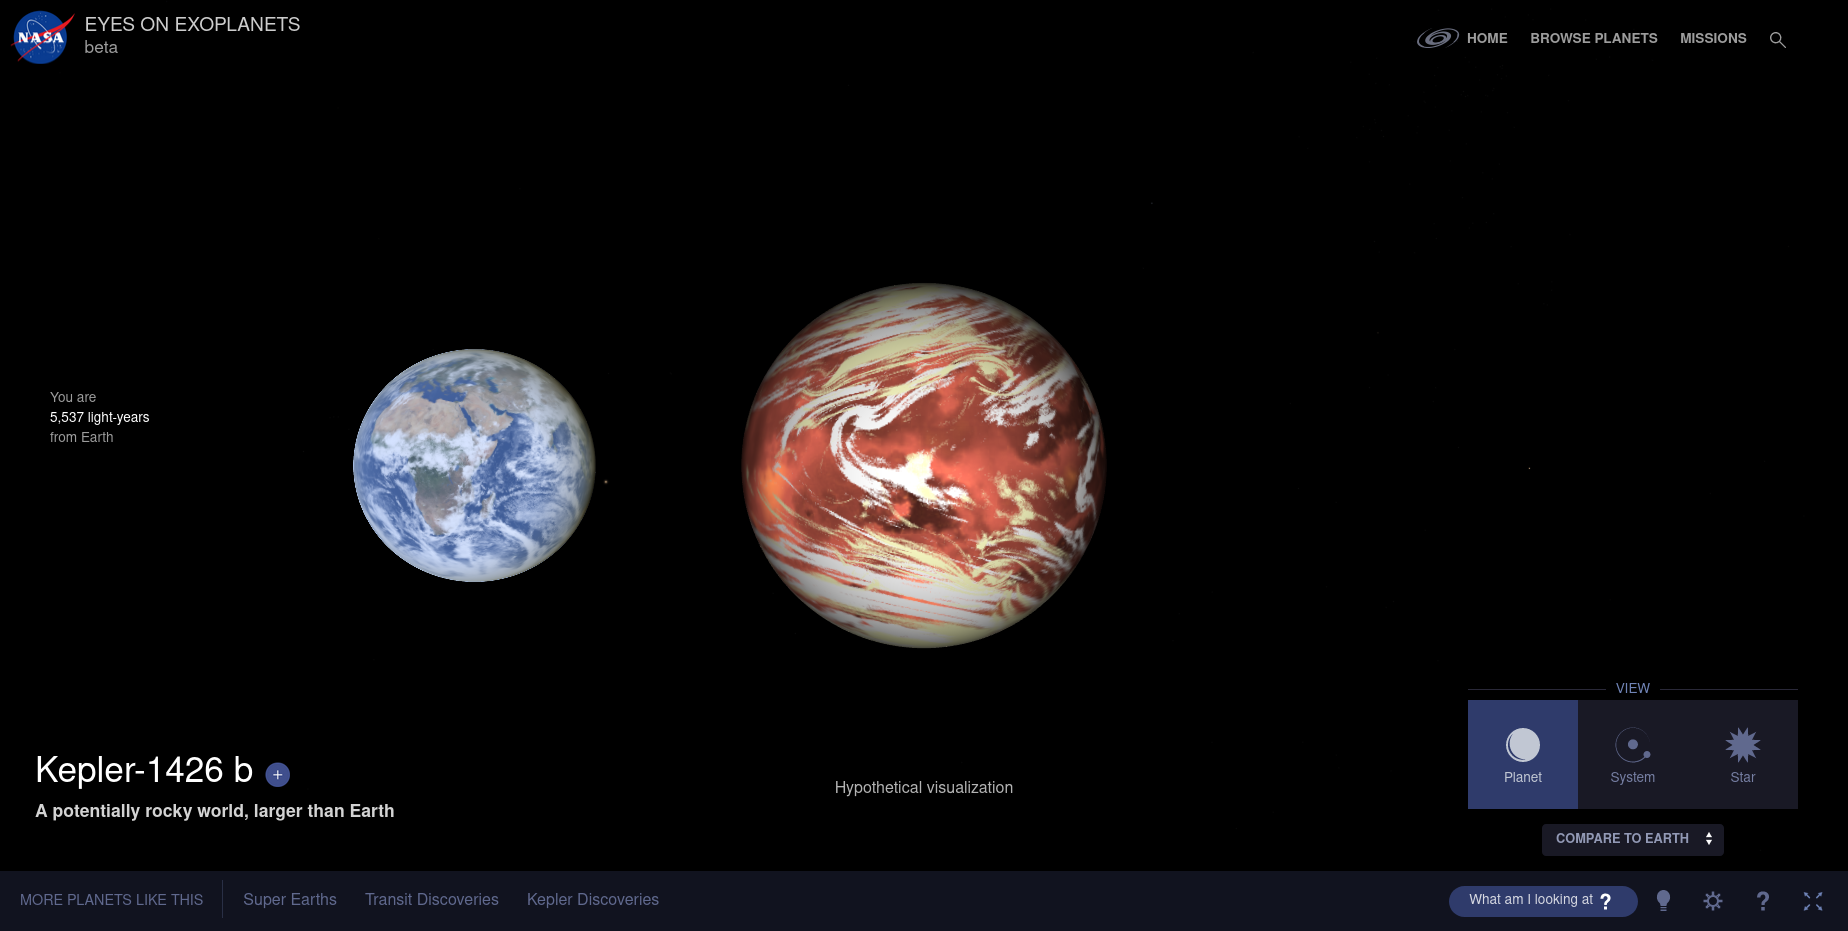 NASA
EYES ON EXOPLANETS
beta
HOME
BROWSE PLANETS
MISSIONS
You are
5,537 light-years
from Earth
Kepler-1426 b +
A potentially rocky world, larger than Earth
Hypothetical visualization
VIEW
Planet
System
Star
COMPARE TO EARTH
MORE PLANETS LIKE THIS
Super Earths
Transit Discoveries
Kepler Discoveries
What am I looking at ?
?